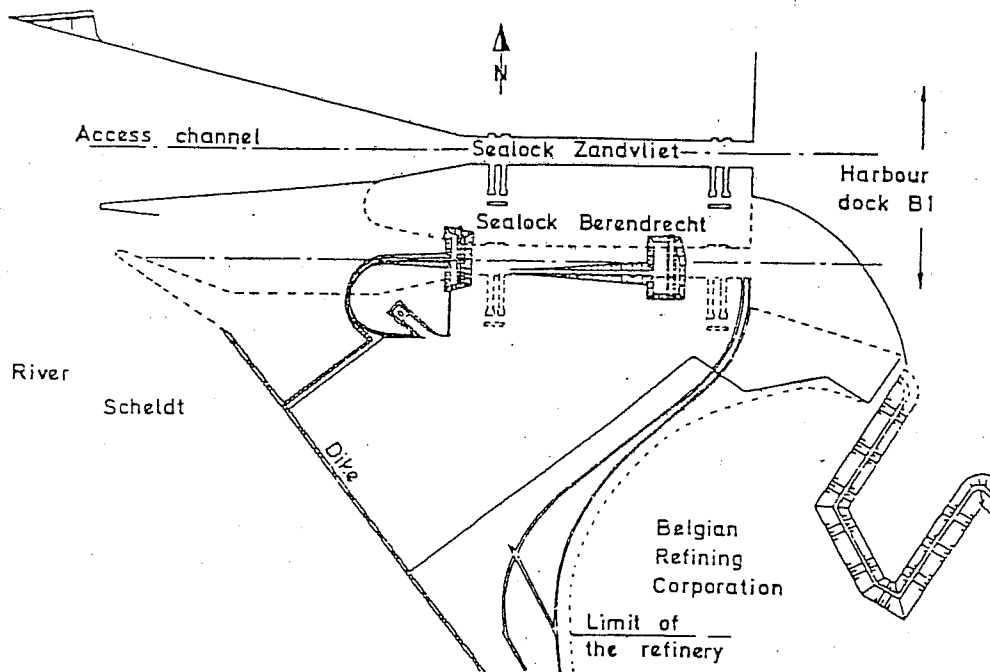 N
Access channel
Sealock Zandvliet
Harbour
dock B1
Sealock Berendrecht
River
Scheldt
Dike
Belgian
Refining
Corporation
Limit of
the refinery